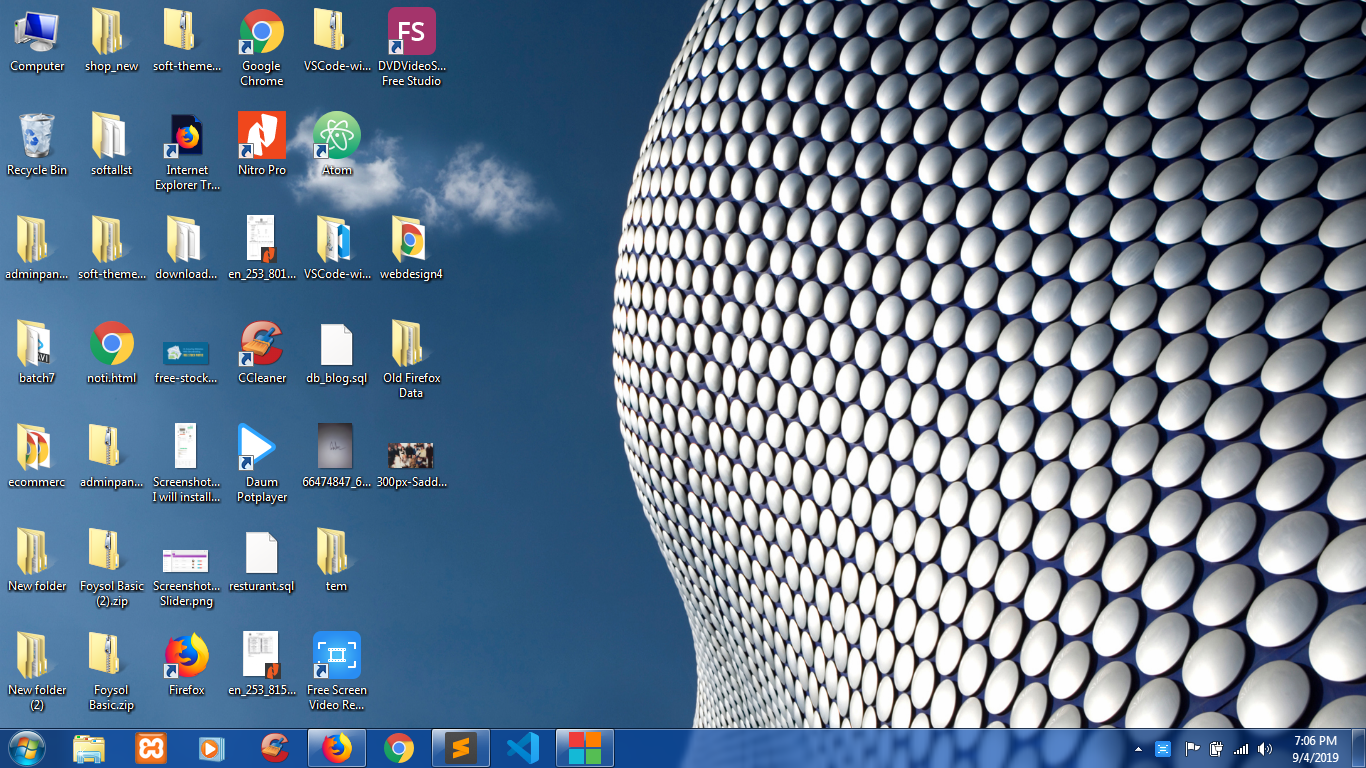 Computer
shop_new
soft-theme...
Google
Chrome
VSCode-wi...
FS
DVDVideoS...
Free Studio
Recycle Bin
softallst
Internet
Explorer Tr...
Nitro Pro
Atom
adminpan...
soft-theme...
download...
en_253_801...
VSCode-wi...
webdesign4
batch7
noti.html
free-stock...
CCleaner
db_blog.sql
Old Firefox
Data
ecommerc
adminpan...
Screenshot...
I will install...
Daum
Potplayer
66474847_6...
300px-Sadd...
New folder
Foysol Basic
(2).zip
Screenshot...
Slider.png
resturant.sql
tem
New folder
(2)
Foysol
Basic.zip
Firefox
en_253_815...
Free Screen
Video Re...
7:06 PM
9/4/2019